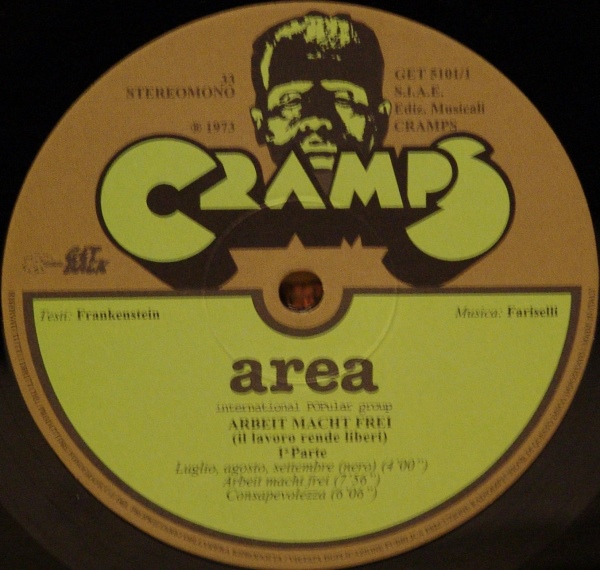 33
STEREOMONO
℗ 1973
GET 5101/1
S.I.A.E.
Ediz. Musicali
CRAMPS
CRAMPS
GET
BACK
Testi: Frankenstein
Musica: Fariselli
area
international POPular group
ARBEIT MACHT FREI
(il lavoro rende liberi)
1ª Parte
Luglio, agosto, settembre (nero) (4'00")
Arbeit macht frei (7'56")
Consapevolezza (6'06")